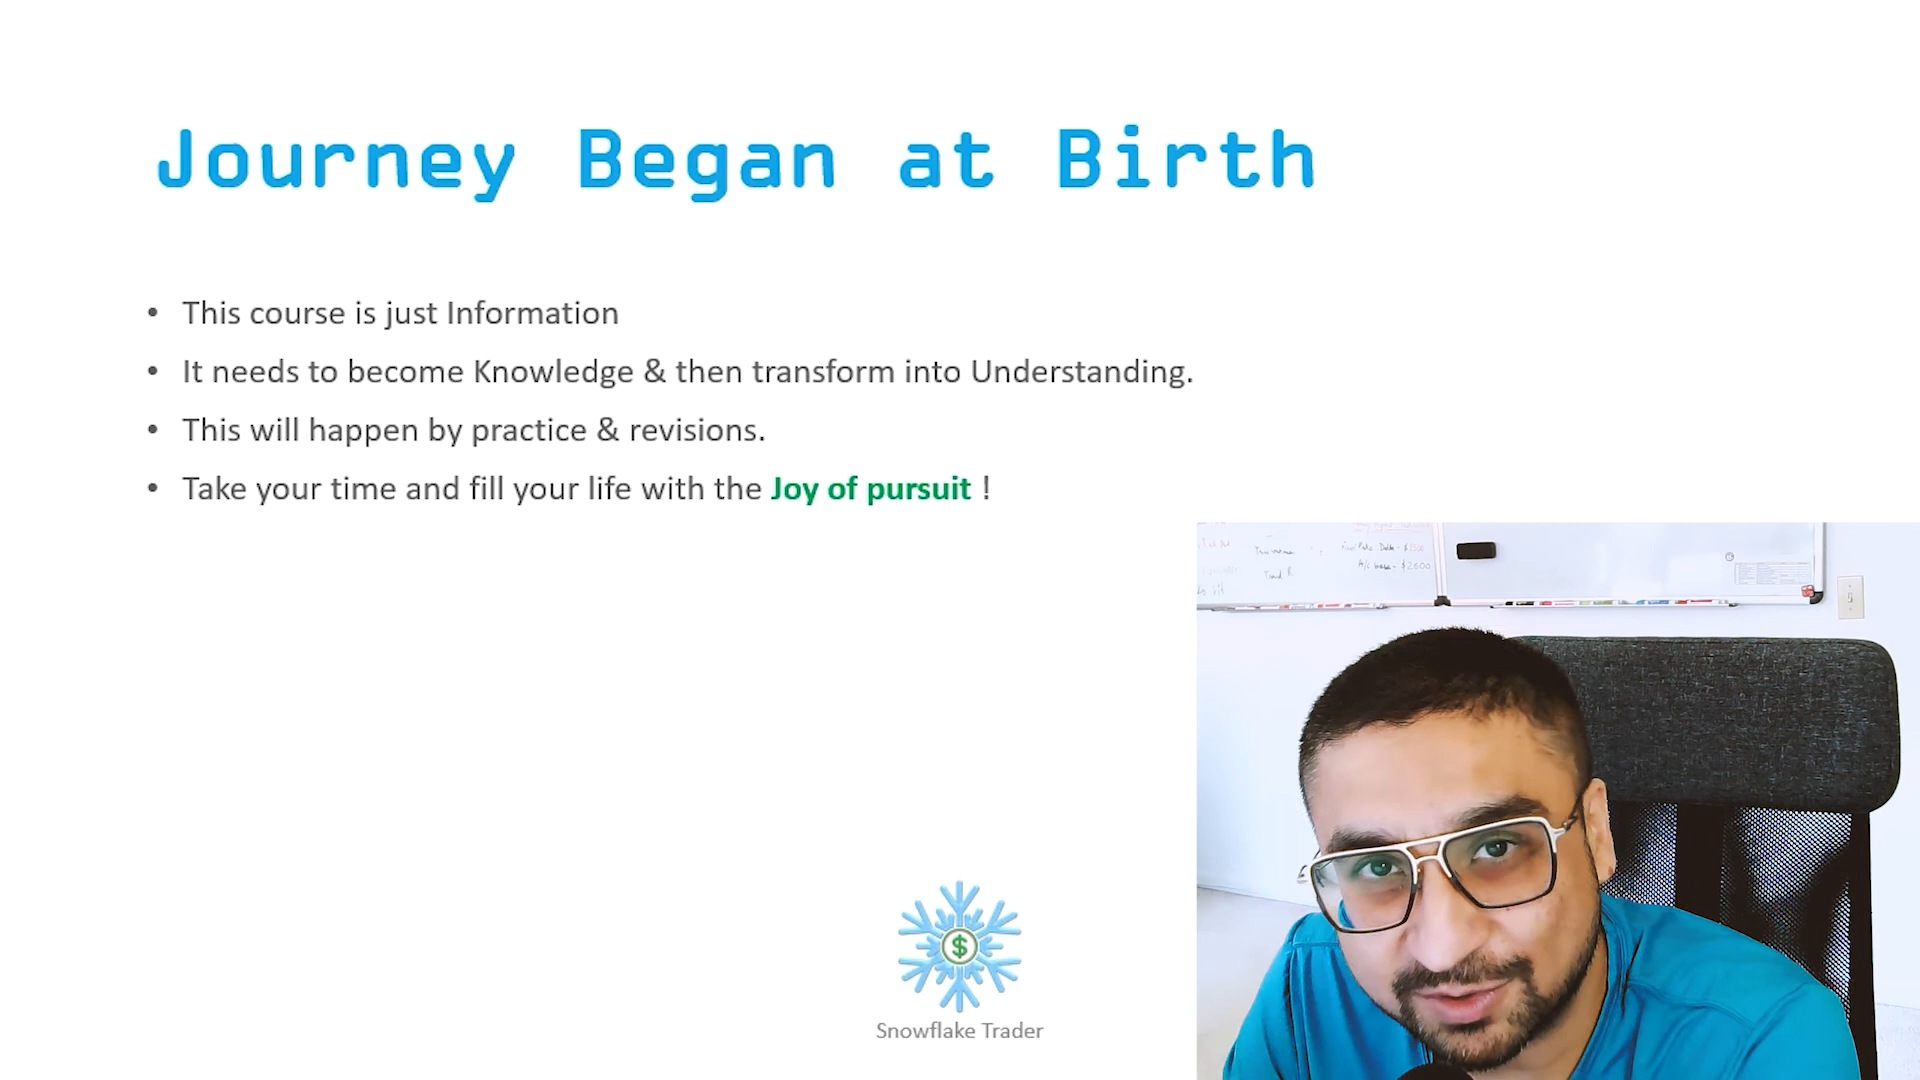 Journey Began at Birth
• This course is just Information
• It needs to become Knowledge & then transform into Understanding.
• This will happen by practice & revisions.
• Take your time and fill your life with the Joy of pursuit !
A/c base - $2600
$
Snowflake Trader